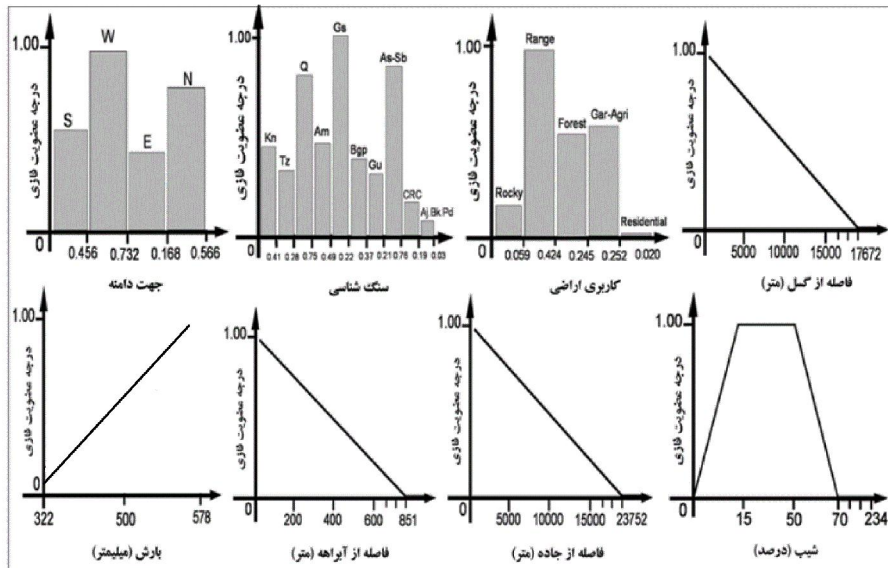 1.00
درجه عضویت فازی
S
W
E
N
0
0.456 0.732 0.168 0.566
جهت دامنه
1.00
درجه عضویت فازی
Kn
Tz
Q
Am
Gs
Bgp
Gu
As-Sb
CRC
Aj.Bk.Pd
0
0.41 0.28 0.75 0.49 0.22 0.37 0.21 0.76 0.19 0.03
سنگ شناسی
1.00
درجه عضویت فازی
Rocky
Range
Forest
Gar-Agri
Residential
0
0.059 0.424 0.245 0.252 0.020
کاربری اراضی
1.00
درجه عضویت فازی
0
5000 10000 15000 17672
فاصله از گسل (متر)
1.00
درجه عضویت فازی
0
322 500 578
بارش (میلیمتر)
1.00
درجه عضویت فازی
0
200 400 600 851
فاصله از آبراهه (متر)
1.00
درجه عضویت فازی
0
5000 10000 15000 23752
فاصله از جاده (متر)
1.00
درجه عضویت فازی
0
15 50 70 234
شیب (درصد)